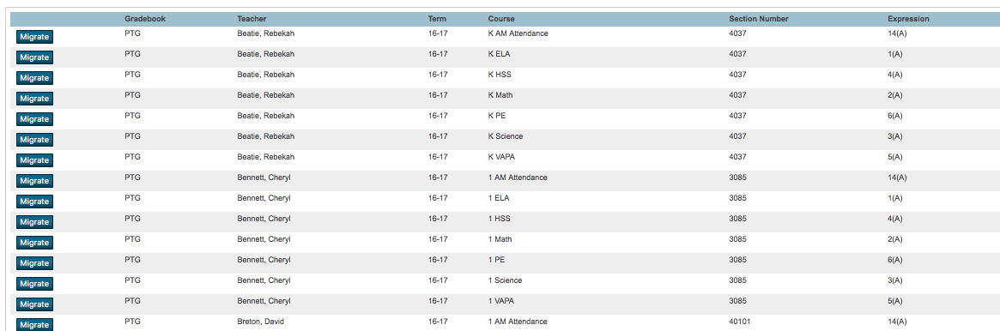 Gradebook Teacher Term Course Section Number Expression
Migrate PTG Beatie, Rebekah 16-17 K AM Attendance 4037 14(A)
Migrate PTG Beatie, Rebekah 16-17 K ELA 4037 1(A)
Migrate PTG Beatie, Rebekah 16-17 K HSS 4037 4(A)
Migrate PTG Beatie, Rebekah 16-17 K Math 4037 2(A)
Migrate PTG Beatie, Rebekah 16-17 K PE 4037 6(A)
Migrate PTG Beatie, Rebekah 16-17 K Science 4037 3(A)
Migrate PTG Beatie, Rebekah 16-17 K VAPA 4037 5(A)
Migrate PTG Bennett, Cheryl 16-17 1 AM Attendance 3085 14(A)
Migrate PTG Bennett, Cheryl 16-17 1 ELA 3085 1(A)
Migrate PTG Bennett, Cheryl 16-17 1 HSS 3085 4(A)
Migrate PTG Bennett, Cheryl 16-17 1 Math 3085 2(A)
Migrate PTG Bennett, Cheryl 16-17 1 PE 3085 6(A)
Migrate PTG Bennett, Cheryl 16-17 1 Science 3085 3(A)
Migrate PTG Bennett, Cheryl 16-17 1 VAPA 3085 5(A)
Migrate PTG Breton, David 16-17 1 AM Attendance 40101 14(A)